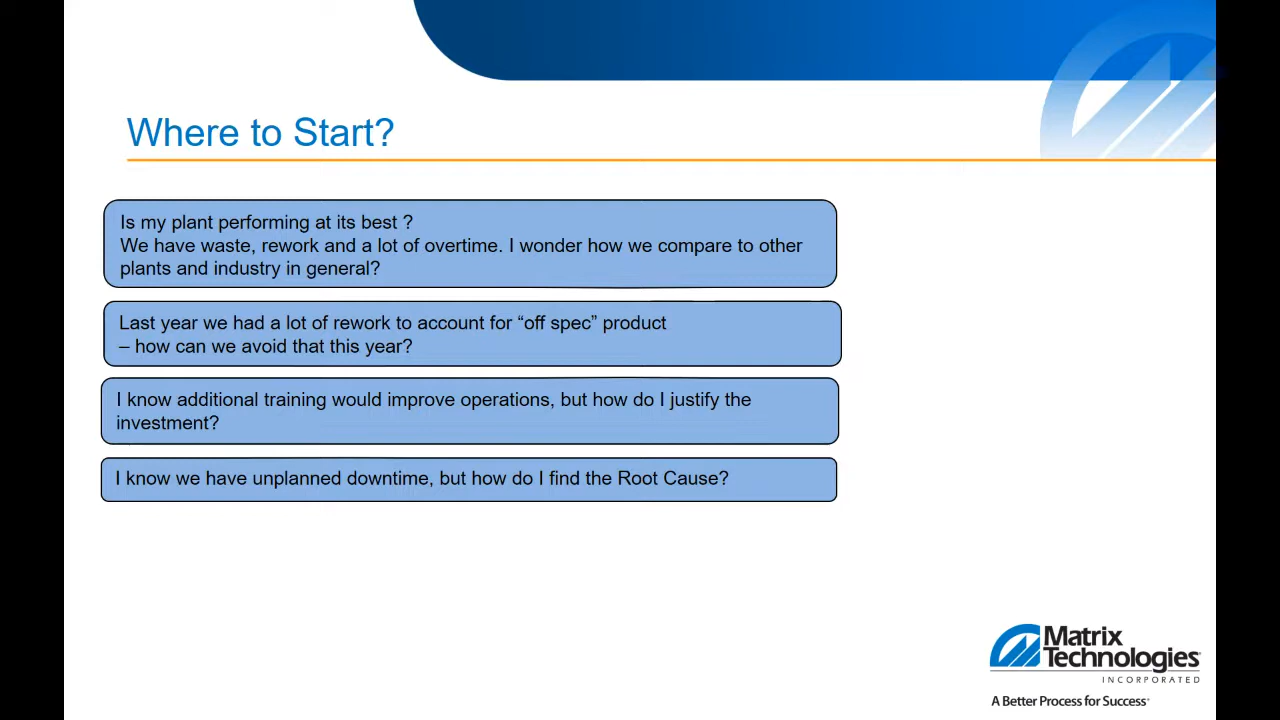 Where to Start?
Is my plant performing at its best ?
We have waste, rework and a lot of overtime. I wonder how we compare to other
plants and industry in general?
Last year we had a lot of rework to account for “off spec” product
– how can we avoid that this year?
I know additional training would improve operations, but how do I justify the
investment?
I know we have unplanned downtime, but how do I find the Root Cause?
Matrix
Technologies
INCORPORATED
A Better Process for Success